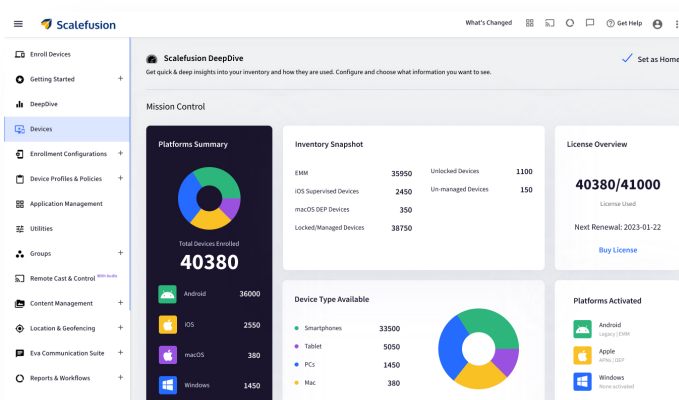 Scalefusion
What's Changed
Get Help
Enroll Devices
Getting Started +
DeepDive
Devices
Enrollment Configurations +
Device Profiles & Policies +
Application Management
Utilities
Groups +
Remote Cast & Control With Audio
Content Management +
Location & Geofencing +
Eva Communication Suite +
Reports & Workflows +
Scalefusion DeepDive
Set as Home
Get quick & deep insights into your inventory and how they are used. Configure and choose what information you want to see.
Mission Control
Platforms Summary
Total Devices Enrolled
40380
Android 36000
iOS 2550
macOS 380
Windows 1450
Inventory Snapshot
EMM 35950
iOS Supervised Devices 2450
macOS DEP Devices 350
Locked/Managed Devices 38750
Unlocked Devices 1100
Un-managed Devices 150
License Overview
40380/41000
License Used
Next Renewal: 2023-01-22
Buy License
Device Type Available
Smartphones 33500
Tablet 5050
PCs 1450
Mac 380
Platforms Activated
Android
Legacy | EMM
Apple
APNs | DEP
Windows
None activated